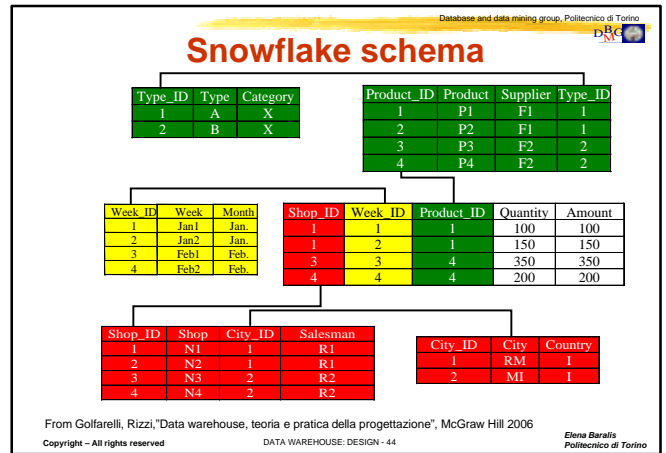 Database and data mining group, Politecnico di Torino
DBMG
Snowflake schema
Type_ID Type Category
1 A X
2 B X
Product_ID Product Supplier Type_ID
1 P1 F1 1
2 P2 F1 1
3 P3 F2 2
4 P4 F2 2
Week_ID Week Month
1 Jan1 Jan.
2 Jan2 Jan.
3 Feb1 Feb.
4 Feb2 Feb.
Shop_ID Week_ID Product_ID Quantity Amount
1 1 1 100 100
1 2 1 150 150
3 3 4 350 350
4 4 4 200 200
Shop_ID Shop City_ID Salesman
1 N1 1 R1
2 N2 1 R1
3 N3 2 R2
4 N4 2 R2
City_ID City Country
1 RM I
2 MI I
From Golfarelli, Rizzi,"Data warehouse, teoria e pratica della progettazione", McGraw Hill 2006
Copyright – All rights reserved
DATA WAREHOUSE: DESIGN - 44
Elena Baralis
Politecnico di Torino